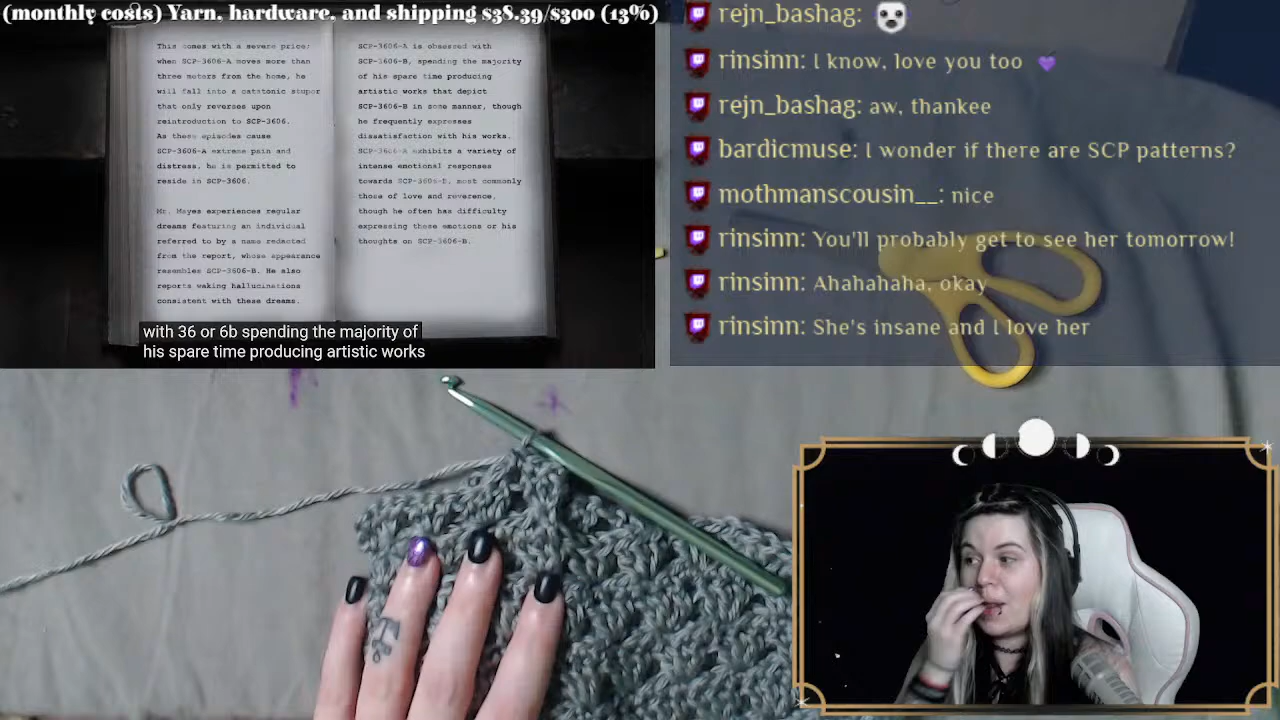 (monthly costs) Yarn, hardware, and shipping $38.39/$300 (13%)
This comes with a severe price:
when SCP-3606-A moves more than
three meters from the home, he
will fall into a catatonic stupor
that only reverses upon
reintroduction to SCP-3606.
As these episodes cause
SCP-3606-A extreme pain and
distress, he is permitted to
reside in SCP-3606.
Mr. Mayes experiences regular
dreams featuring an individual
referred to by a name redacted
from the report, whose appearance
resembles SCP-3606-B. He also
reports waking hallucinations
consistent with these dreams.
SCP-3606-A is obsessed with
SCP-3606-B, spending the majority
of his spare time producing
artistic works that depict
SCP-3606-B in some manner, though
he frequently expresses
dissatisfaction with his works.
SCP-3606-A exhibits a variety of
intense emotional responses
towards SCP-3606-B, most commonly
those of love and reverence,
though he often has difficulty
expressing these emotions or his
thoughts on SCP-3606-B.
with 36 or 6b spending the majority of
his spare time producing artistic works
rejn_bashag:
rinsinn: I know, love you too
rejn_bashag: aw, thankee
bardicmuse: I wonder if there are SCP patterns?
mothmanscousin__: nice
rinsinn: You'll probably get to see her tomorrow!
rinsinn: Ahahahaha, okay
rinsinn: She's insane and I love her